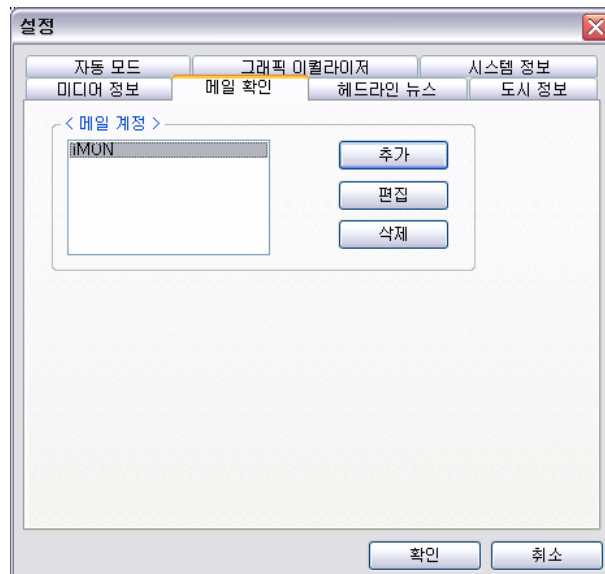 설정
자동 모드 그래픽 이퀄라이저 시스템 정보
미디어 정보 메일 확인 헤드라인 뉴스 도시 정보
< 메일 계정 >
iMON
추가
편집
삭제
확인 취소